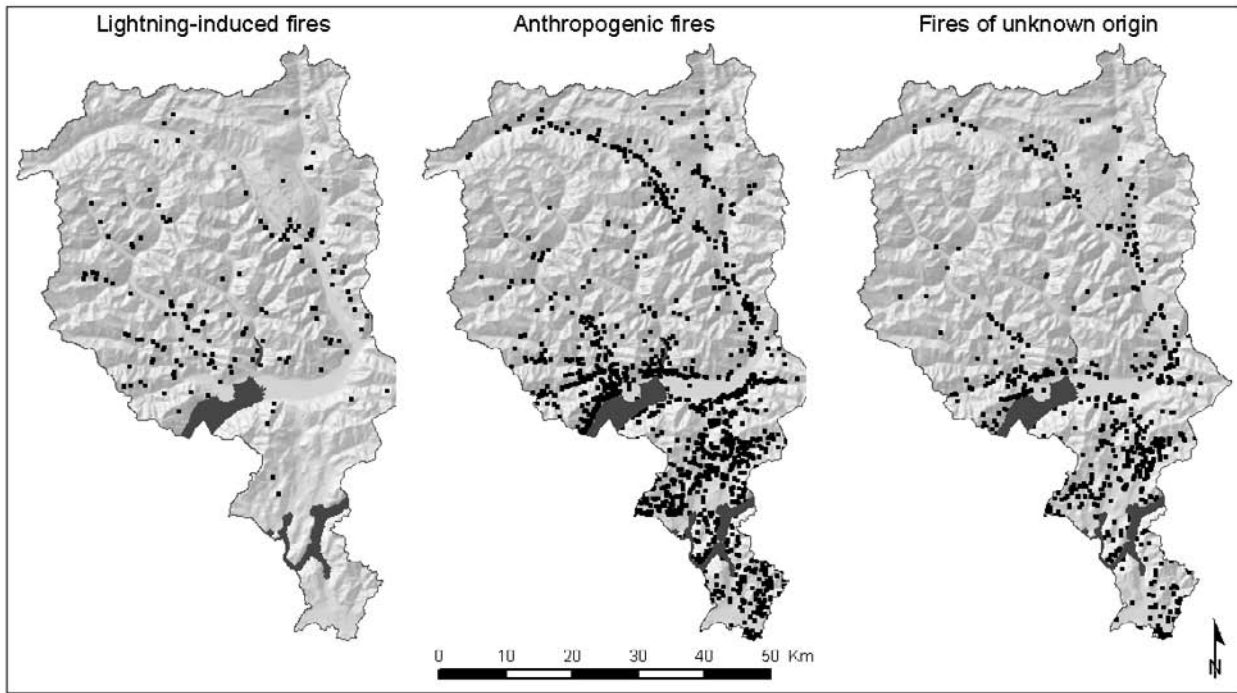 Lightning-induced fires
Anthropogenic fires
Fires of unknown origin
0 10 20 30 40 50 Km
N